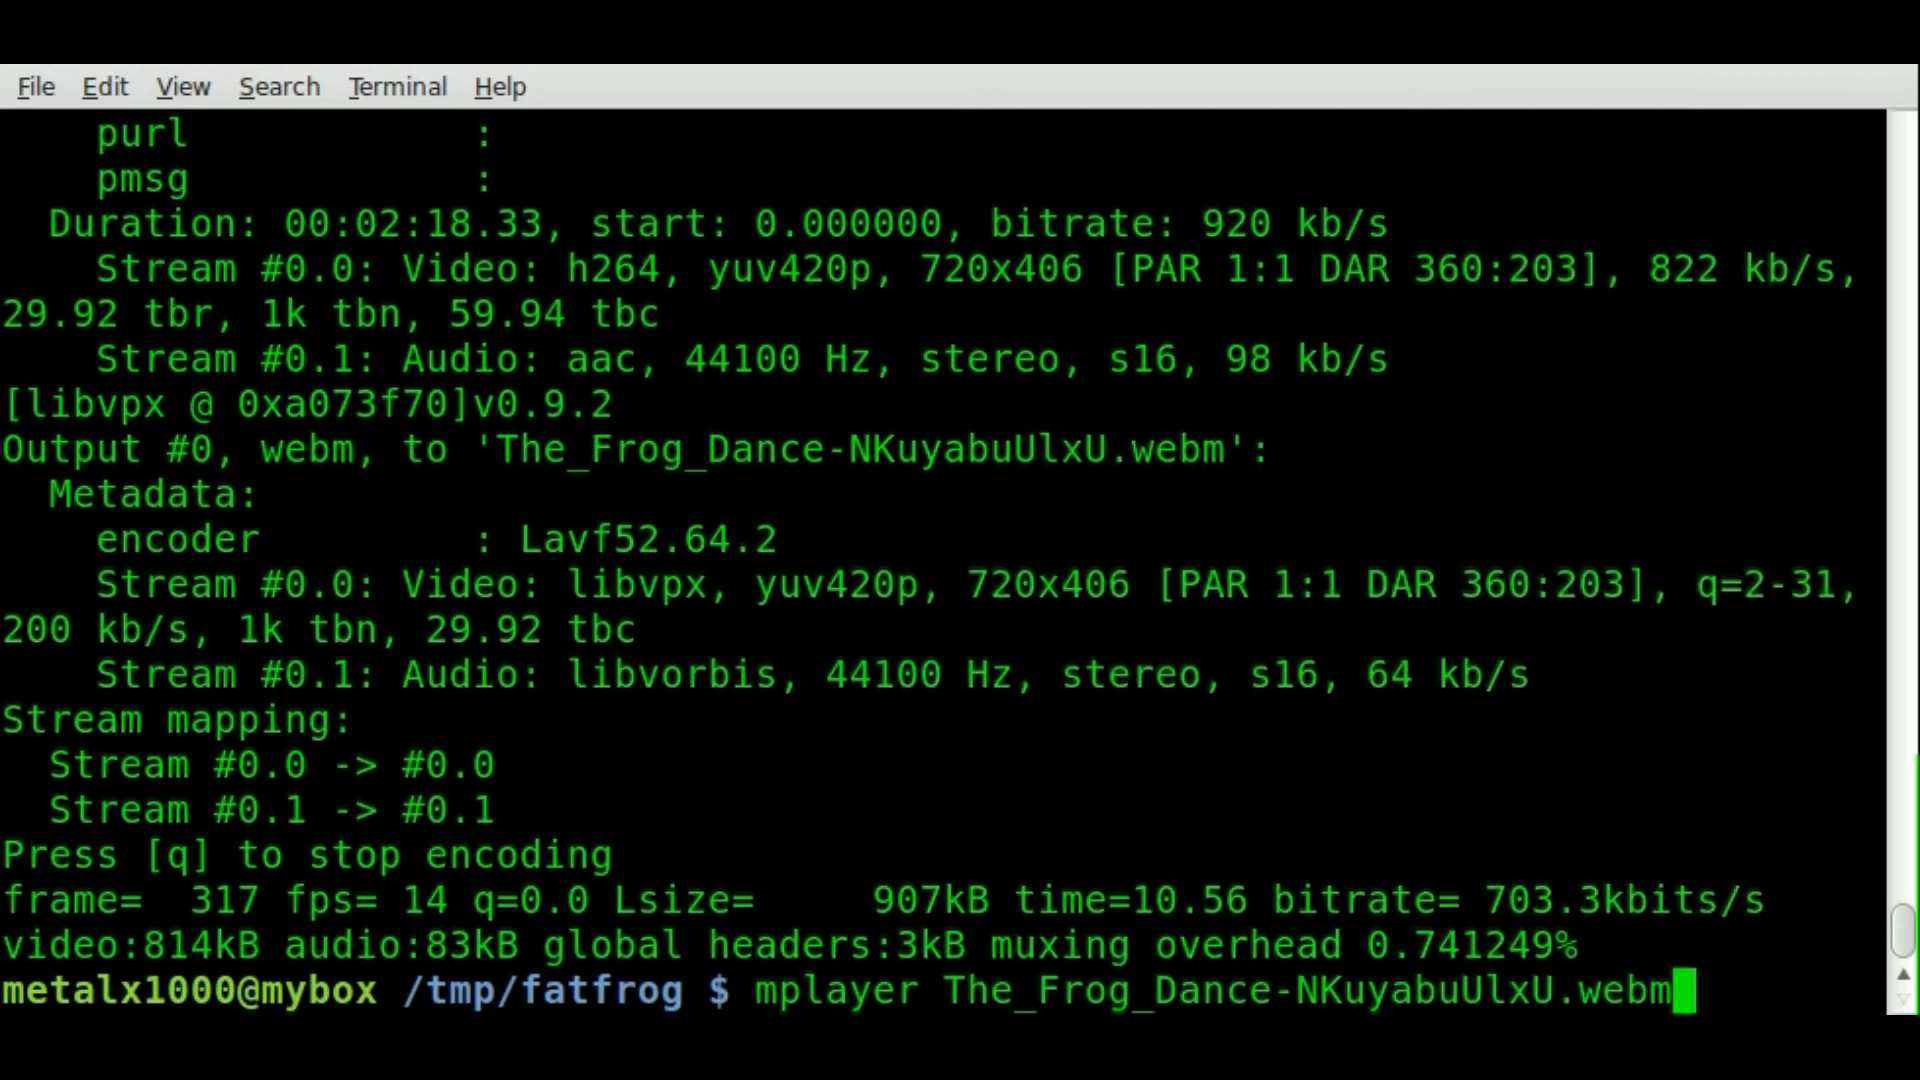 File Edit View Search Terminal Help
purl :
pmsg :
Duration: 00:02:18.33, start: 0.000000, bitrate: 920 kb/s
Stream #0.0: Video: h264, yuv420p, 720x406 [PAR 1:1 DAR 360:203], 822 kb/s,
29.92 tbr, 1k tbn, 59.94 tbc
Stream #0.1: Audio: aac, 44100 Hz, stereo, s16, 98 kb/s
[libvpx @ 0xa073f70]v0.9.2
Output #0, webm, to 'The_Frog_Dance-NKuyabuUlxU.webm':
Metadata:
encoder : Lavf52.64.2
Stream #0.0: Video: libvpx, yuv420p, 720x406 [PAR 1:1 DAR 360:203], q=2-31,
200 kb/s, 1k tbn, 29.92 tbc
Stream #0.1: Audio: libvorbis, 44100 Hz, stereo, s16, 64 kb/s
Stream mapping:
Stream #0.0 -> #0.0
Stream #0.1 -> #0.1
Press [q] to stop encoding
frame= 317 fps= 14 q=0.0 Lsize= 907kB time=10.56 bitrate= 703.3kbits/s
video:814kB audio:83kB global headers:3kB muxing overhead 0.741249%
metalx1000@mybox /tmp/fatfrog $ mplayer The_Frog_Dance-NKuyabuUlxU.webm